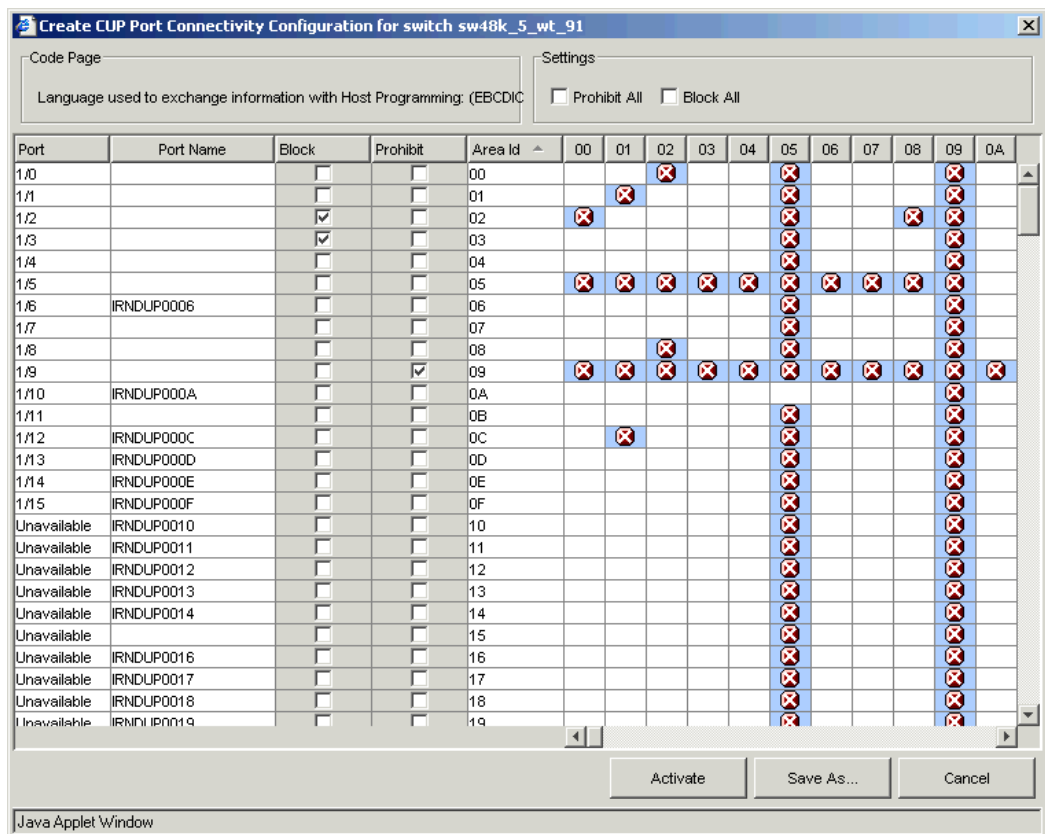 Create CUP Port Connectivity Configuration for switch sw48k_5_wt_91
Code Page
Language used to exchange information with Host Programming: (EBCDIC
Settings
Prohibit All Block All
Port Port Name Block Prohibit Area Id 00 01 02 03 04 05 06 07 08 09 0A
1/0 00
1/1 01
1/2 02
1/3 03
1/4 04
1/5 05
1/6 IRNDUP0006 06
1/7 07
1/8 08
1/9 09
1/10 IRNDUP000A 0A
1/11 0B
1/12 IRNDUP000C 0C
1/13 IRNDUP000D 0D
1/14 IRNDUP000E 0E
1/15 IRNDUP000F 0F
Unavailable IRNDUP0010 10
Unavailable IRNDUP0011 11
Unavailable IRNDUP0012 12
Unavailable IRNDUP0013 13
Unavailable IRNDUP0014 14
Unavailable 15
Unavailable IRNDUP0016 16
Unavailable IRNDUP0017 17
Unavailable IRNDUP0018 18
Unavailable IRNDUP0019 19
Activate Save As... Cancel
Java Applet Window